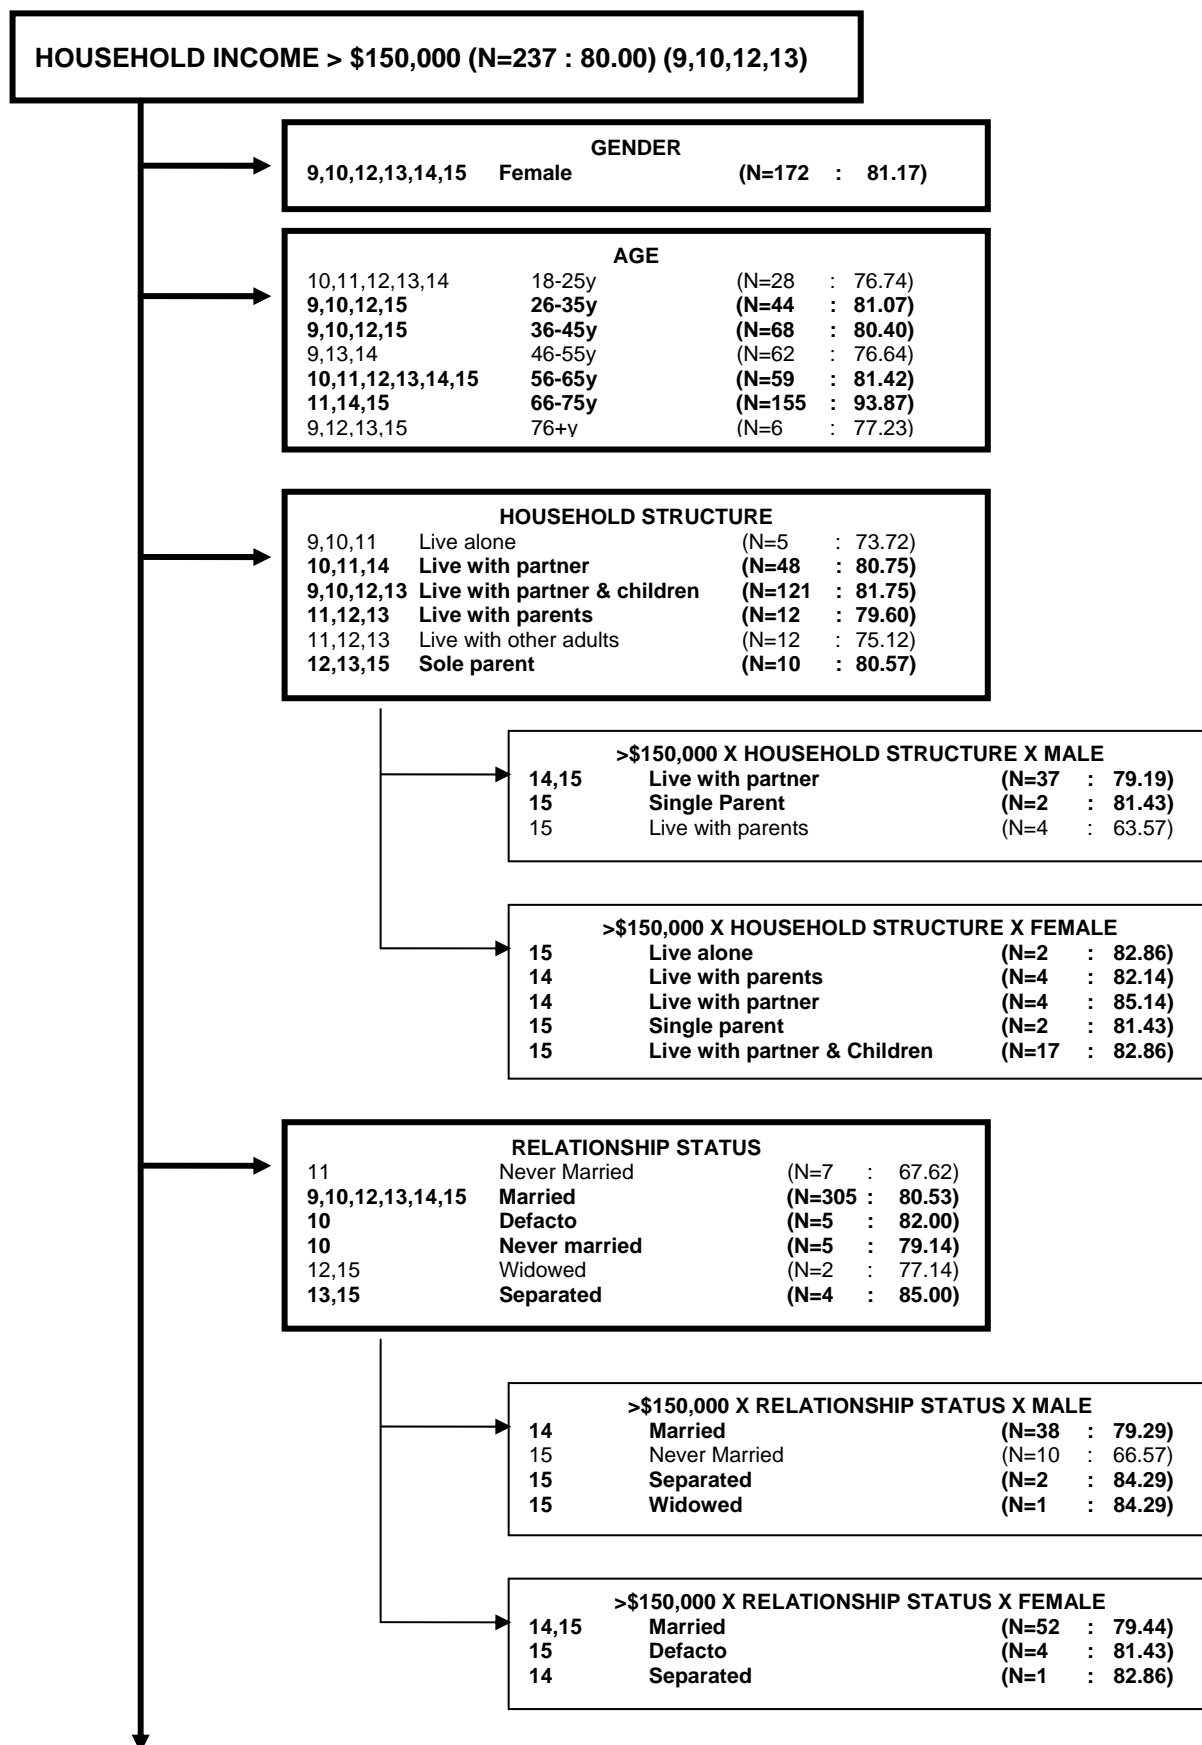 HOUSEHOLD INCOME > $150,000 (N=237 : 80.00) (9,10,12,13)
GENDER
9,10,12,13,14,15 Female (N=172 : 81.17)
AGE
10,11,12,13,14 18-25y (N=28 : 76.74)
9,10,12,15 26-35y (N=44 : 81.07)
9,10,12,15 36-45y (N=68 : 80.40)
9,13,14 46-55y (N=62 : 76.64)
10,11,12,13,14,15 56-65y (N=59 : 81.42)
11,14,15 66-75y (N=155 : 93.87)
9,12,13,15 76+y (N=6 : 77.23)
HOUSEHOLD STRUCTURE
9,10,11 Live alone (N=5 : 73.72)
10,11,14 Live with partner (N=48 : 80.75)
9,10,12,13 Live with partner & children (N=121 : 81.75)
11,12,13 Live with parents (N=12 : 79.60)
11,12,13 Live with other adults (N=12 : 75.12)
12,13,15 Sole parent (N=10 : 80.57)
>$150,000 X HOUSEHOLD STRUCTURE X MALE
14,15 Live with partner (N=37 : 79.19)
15 Single Parent (N=2 : 81.43)
15 Live with parents (N=4 : 63.57)
>$150,000 X HOUSEHOLD STRUCTURE X FEMALE
15 Live alone (N=2 : 82.86)
14 Live with parents (N=4 : 82.14)
14 Live with partner (N=4 : 85.14)
15 Single parent (N=2 : 81.43)
15 Live with partner & Children (N=17 : 82.86)
RELATIONSHIP STATUS
11 Never Married (N=7 : 67.62)
9,10,12,13,14,15 Married (N=305 : 80.53)
10 Defacto (N=5 : 82.00)
10 Never married (N=5 : 79.14)
12,15 Widowed (N=2 : 77.14)
13,15 Separated (N=4 : 85.00)
>$150,000 X RELATIONSHIP STATUS X MALE
14 Married (N=38 : 79.29)
15 Never Married (N=10 : 66.57)
15 Separated (N=2 : 84.29)
15 Widowed (N=1 : 84.29)
>$150,000 X RELATIONSHIP STATUS X FEMALE
14,15 Married (N=52 : 79.44)
15 Defacto (N=4 : 81.43)
14 Separated (N=1 : 82.86)